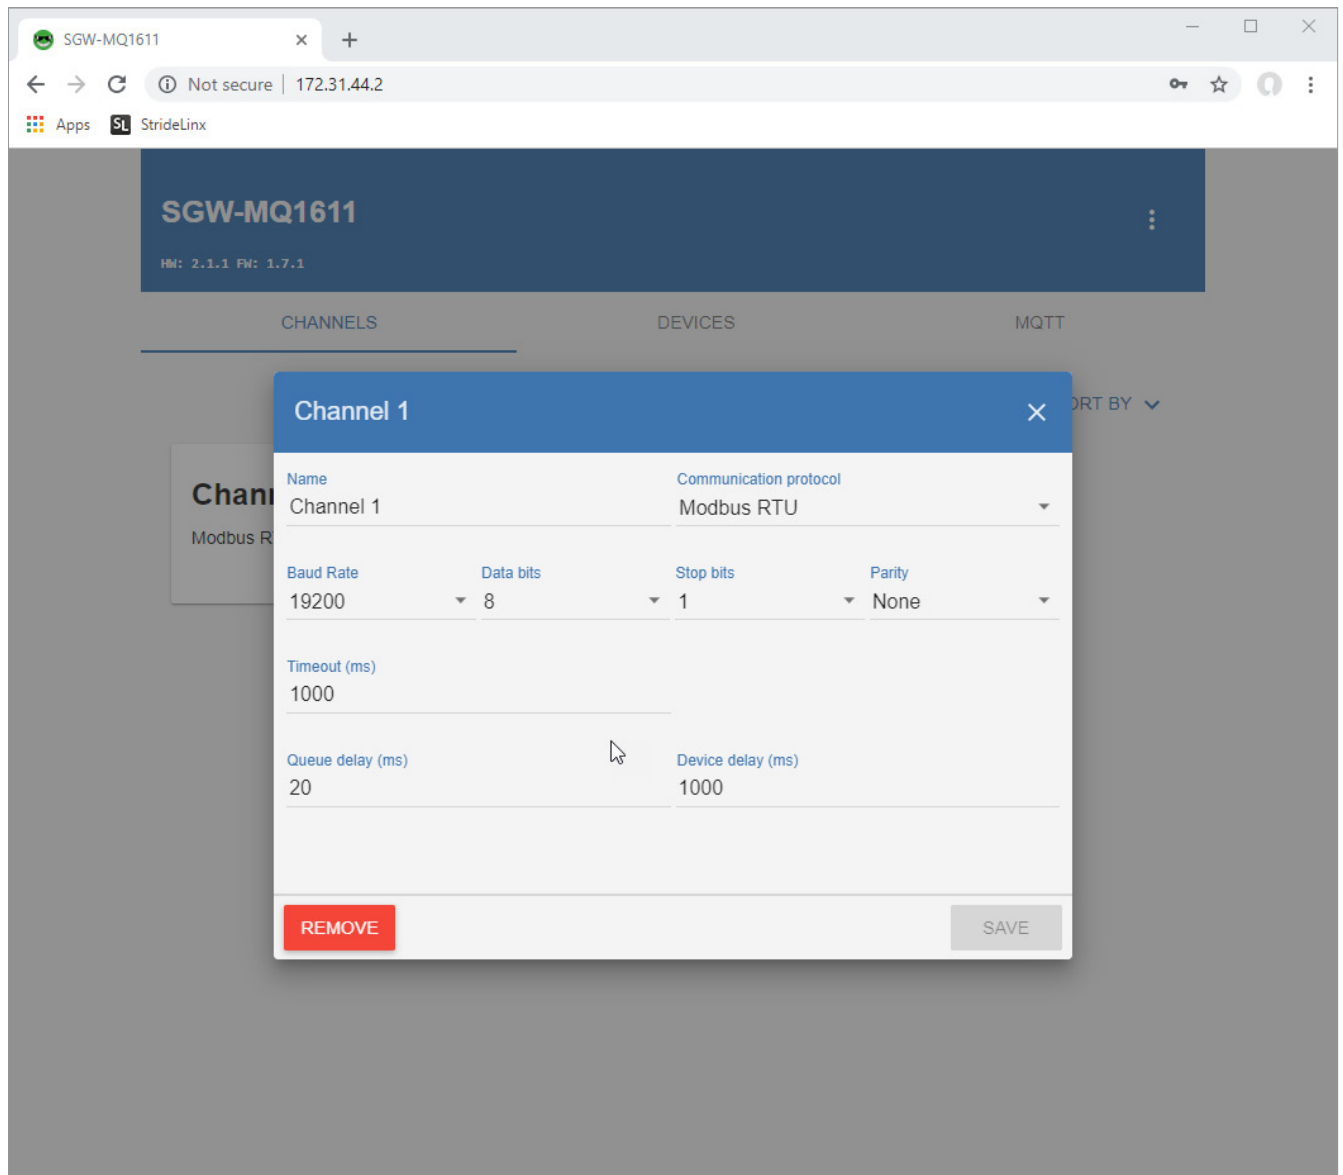 SGW-MQ1611
Not secure | 172.31.44.2
Apps SL StrideLinx
SGW-MQ1611
HW: 2.1.1 FW: 1.7.1
CHANNELS DEVICES MQTT
ORT BY
Channel 1
Chann
Modbus R
Name Communication protocol
Channel 1 Modbus RTU
Baud Rate Data bits Stop bits Parity
19200 8 1 None
Timeout (ms)
1000
Queue delay (ms) Device delay (ms)
20 1000
REMOVE SAVE